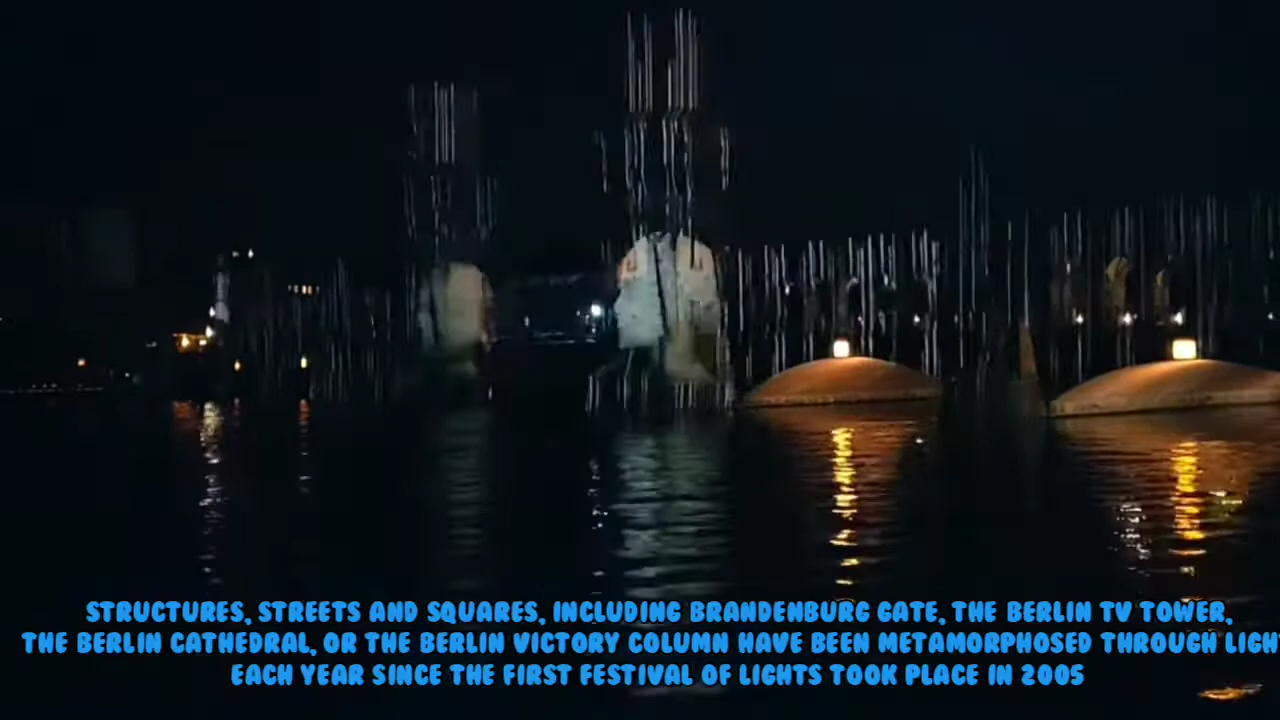 STRUCTURES, STREETS AND SQUARES, INCLUDING BRANDENBURG GATE, THE BERLIN TV TOWER,
THE BERLIN CATHEDRAL, OR THE BERLIN VICTORY COLUMN HAVE BEEN METAMORPHOSED THROUGH LIGH
EACH YEAR SINCE THE FIRST FESTIVAL OF LIGHTS TOOK PLACE IN 2005